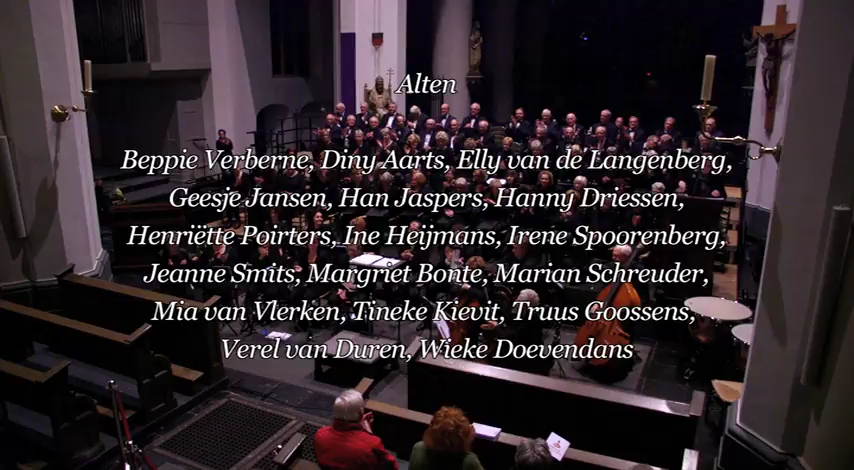 Alten
Beppie Verberne, Diny Aarts, Elly van de Langenberg,
Geesje Jansen, Han Jaspers, Hanny Driessen,
Henriëtte Poirters, Ine Heijmans, Irene Spoorenberg,
Jeanne Smits, Margriet Bonte, Marian Schreuder,
Mia van Vlerken, Tineke Kievit, Truus Goossens,
Verel van Duren, Wieke Doevendans